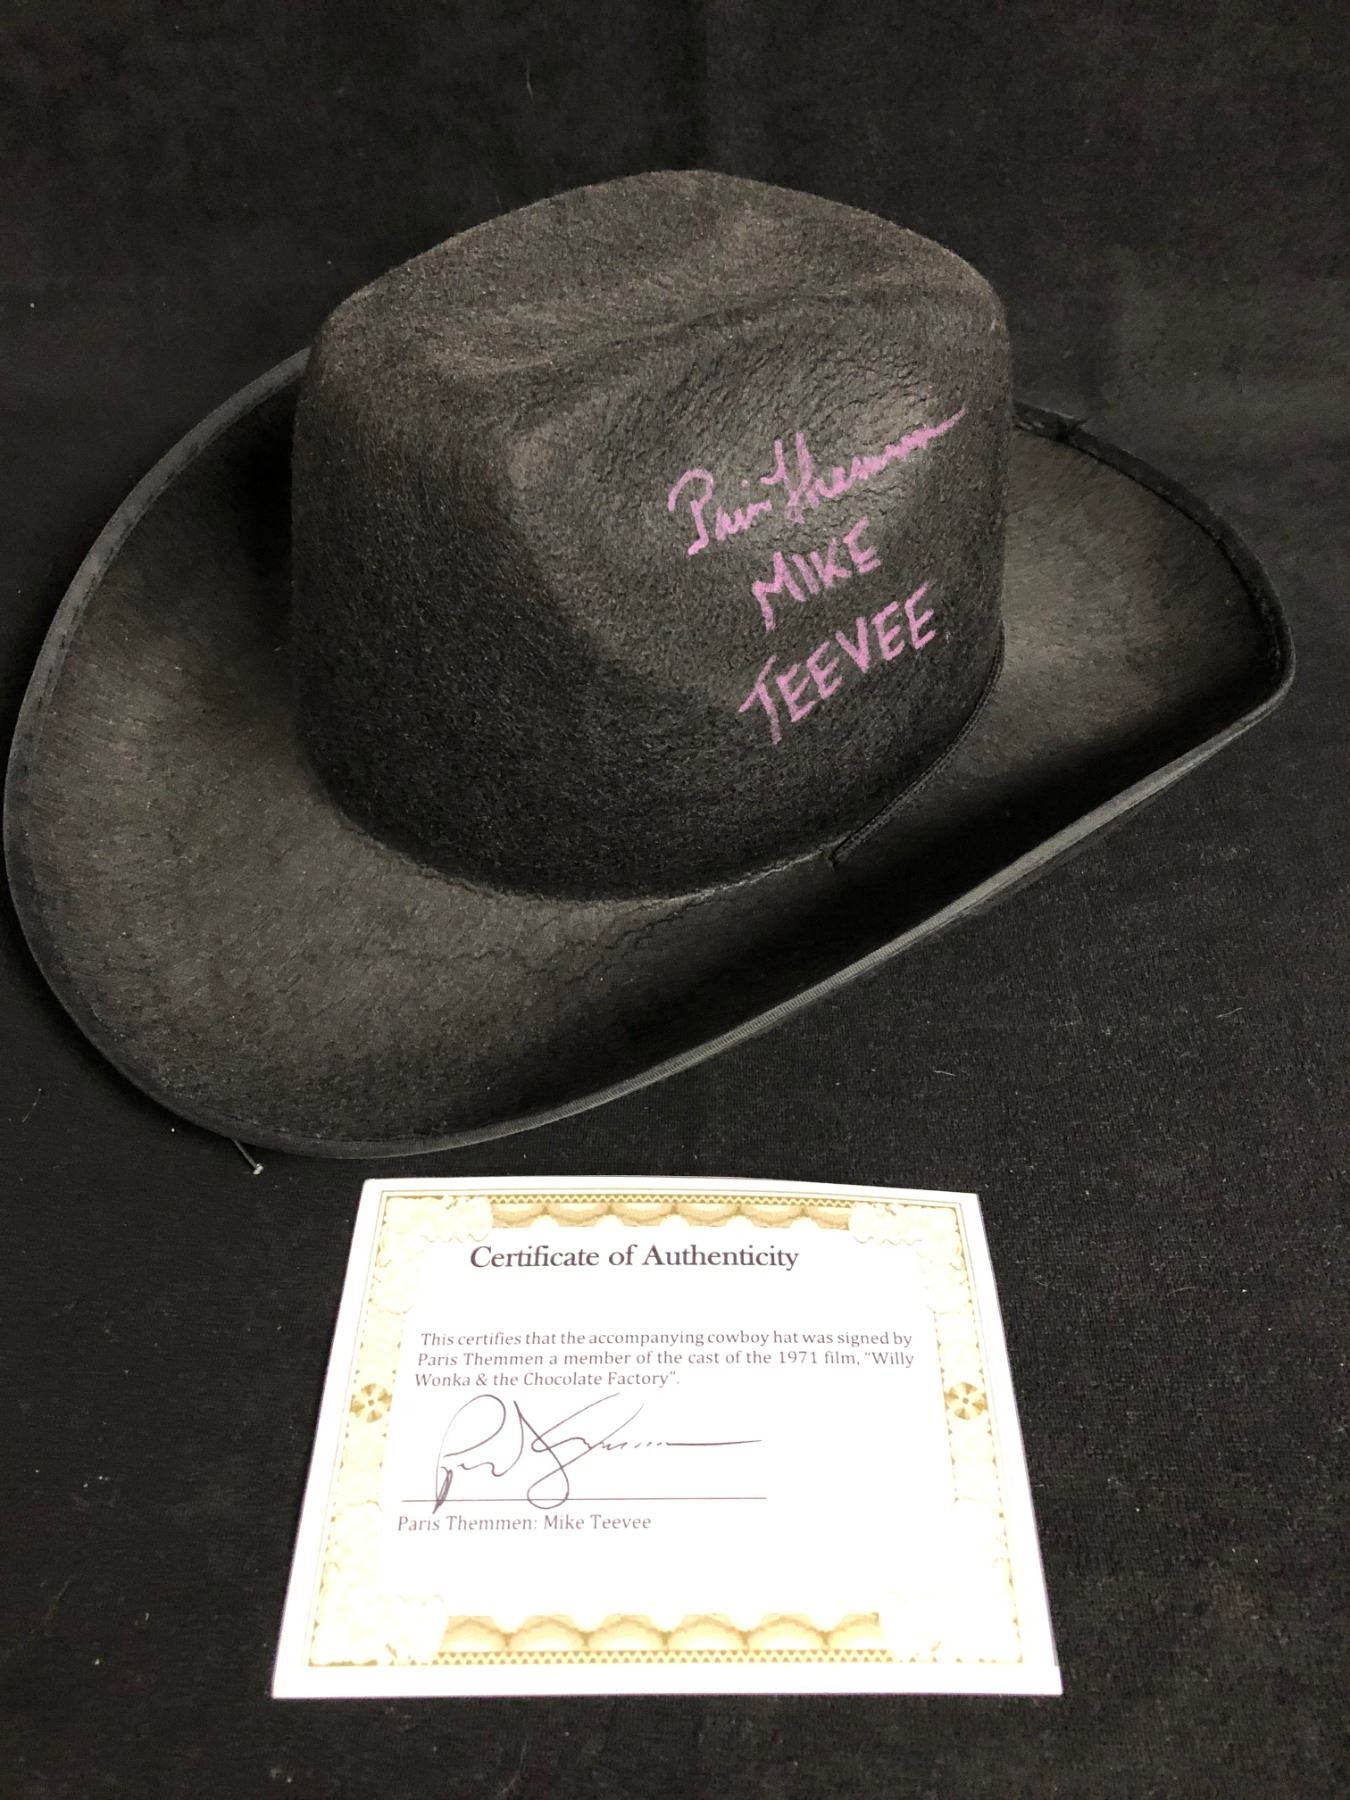 Paris Themmen
MIKE
TEEVEE
Certificate of Authenticity
This certifies that the accompanying cowboy hat was signed by
Paris Themmen a member of the cast of the 1971 film, "Willy
Wonka & the Chocolate Factory".
Paris Themmen: Mike Teevee